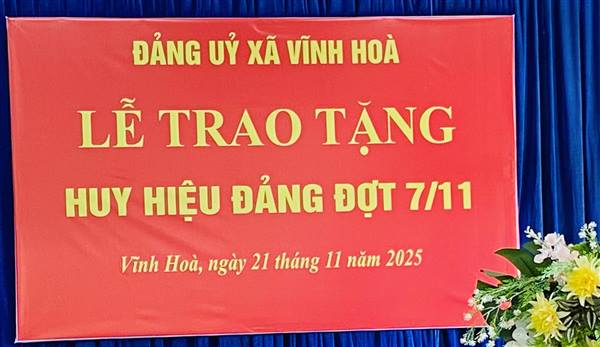 ĐẢNG UỶ XÃ VĨNH HOÀ
LỄ TRAO TẶNG
HUY HIỆU ĐẢNG ĐỢT 7/11
Vĩnh Hoà, ngày 21 tháng 11 năm 2025